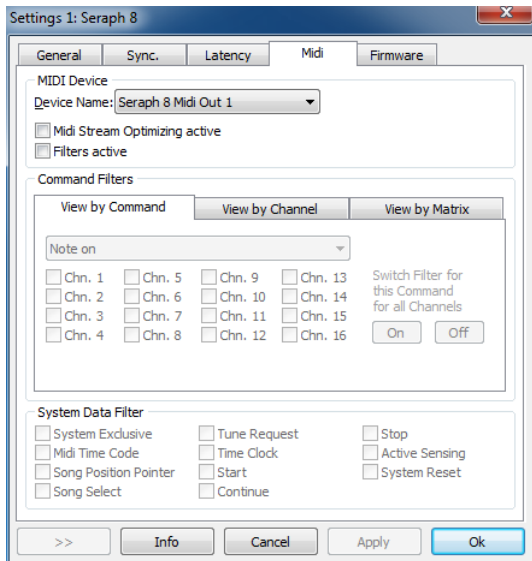 Settings 1: Seraph 8
General Sync. Latency Midi Firmware
MIDI Device
Device Name: Seraph 8 Midi Out 1
Midi Stream Optimizing active
Filters active
Command Filters
View by Command View by Channel View by Matrix
Note on
Chn. 1 Chn. 5 Chn. 9 Chn. 13
Chn. 2 Chn. 6 Chn. 10 Chn. 14
Chn. 3 Chn. 7 Chn. 11 Chn. 15
Chn. 4 Chn. 8 Chn. 12 Chn. 16
Switch Filter for
this Command
for all Channels
On Off
System Data Filter
System Exclusive Tune Request Stop
Midi Time Code Time Clock Active Sensing
Song Position Pointer Start System Reset
Song Select Continue
>> Info Cancel Apply Ok